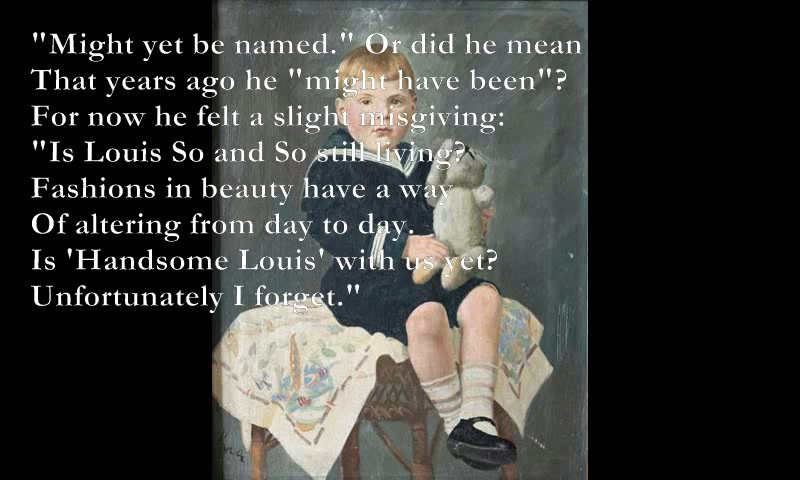 "Might yet be named." Or did he mean
That years ago he "might have been"?
For now he felt a slight misgiving:
"Is Louis So and So still living?
Fashions in beauty have a way
Of altering from day to day.
Is 'Handsome Louis' with us yet?
Unfortunately I forget."